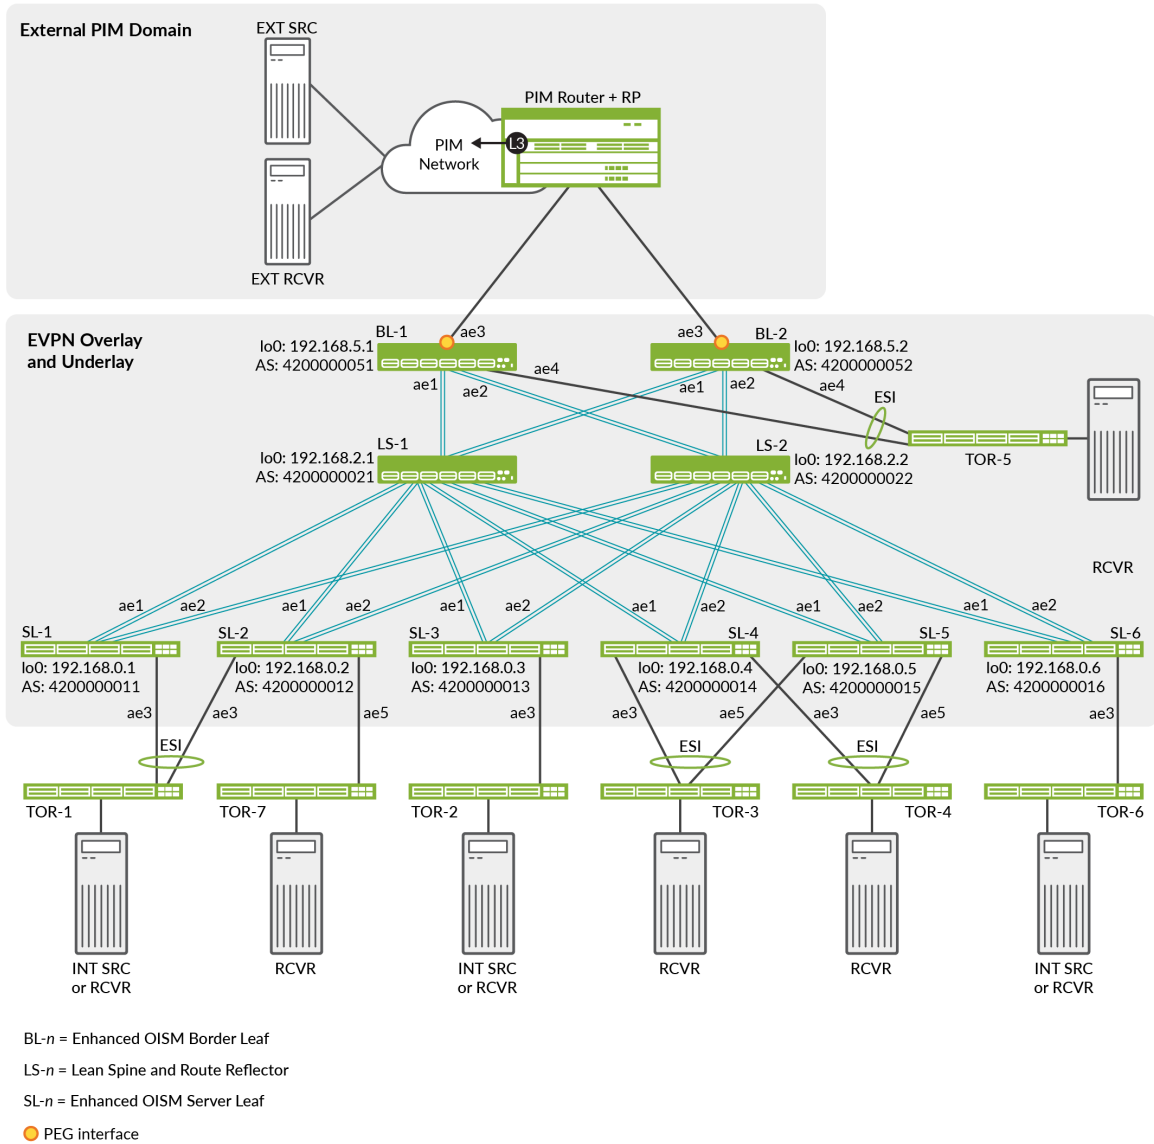 External PIM Domain
EXT SRC
PIM Router + RP
L3
PIM
Network
EXT RCVR
EVPN Overlay
and Underlay
BL-1
ae3
ae3
BL-2
lo0: 192.168.5.1
AS: 4200000051
lo0: 192.168.5.2
AS: 4200000052
ae1
ae2
ae4
ae1
ae2
ae4
ESI
TOR-5
LS-1
lo0: 192.168.2.1
AS: 4200000021
LS-2
lo0: 192.168.2.2
AS: 4200000022
RCVR
ae1
ae2
ae1
ae2
ae1
ae2
ae1
ae2
ae1
ae2
ae1
ae2
SL-1
SL-2
SL-3
SL-4
SL-5
SL-6
lo0: 192.168.0.1
AS: 4200000011
lo0: 192.168.0.2
AS: 4200000012
lo0: 192.168.0.3
AS: 4200000013
lo0: 192.168.0.4
AS: 4200000014
lo0: 192.168.0.5
AS: 4200000015
lo0: 192.168.0.6
AS: 4200000016
ae3
ae3
ae5
ae3
ae3
ae5
ae3
ae5
ae3
ESI
ESI
ESI
TOR-1
TOR-7
TOR-2
TOR-3
TOR-4
TOR-6
INT SRC
or RCVR
RCVR
INT SRC
or RCVR
RCVR
RCVR
INT SRC
or RCVR
BL-n = Enhanced OISM Border Leaf
LS-n = Lean Spine and Route Reflector
SL-n = Enhanced OISM Server Leaf
PEG interface